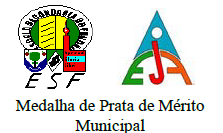 ESF
EJA
Medalha de Prata de Mérito
Municipal